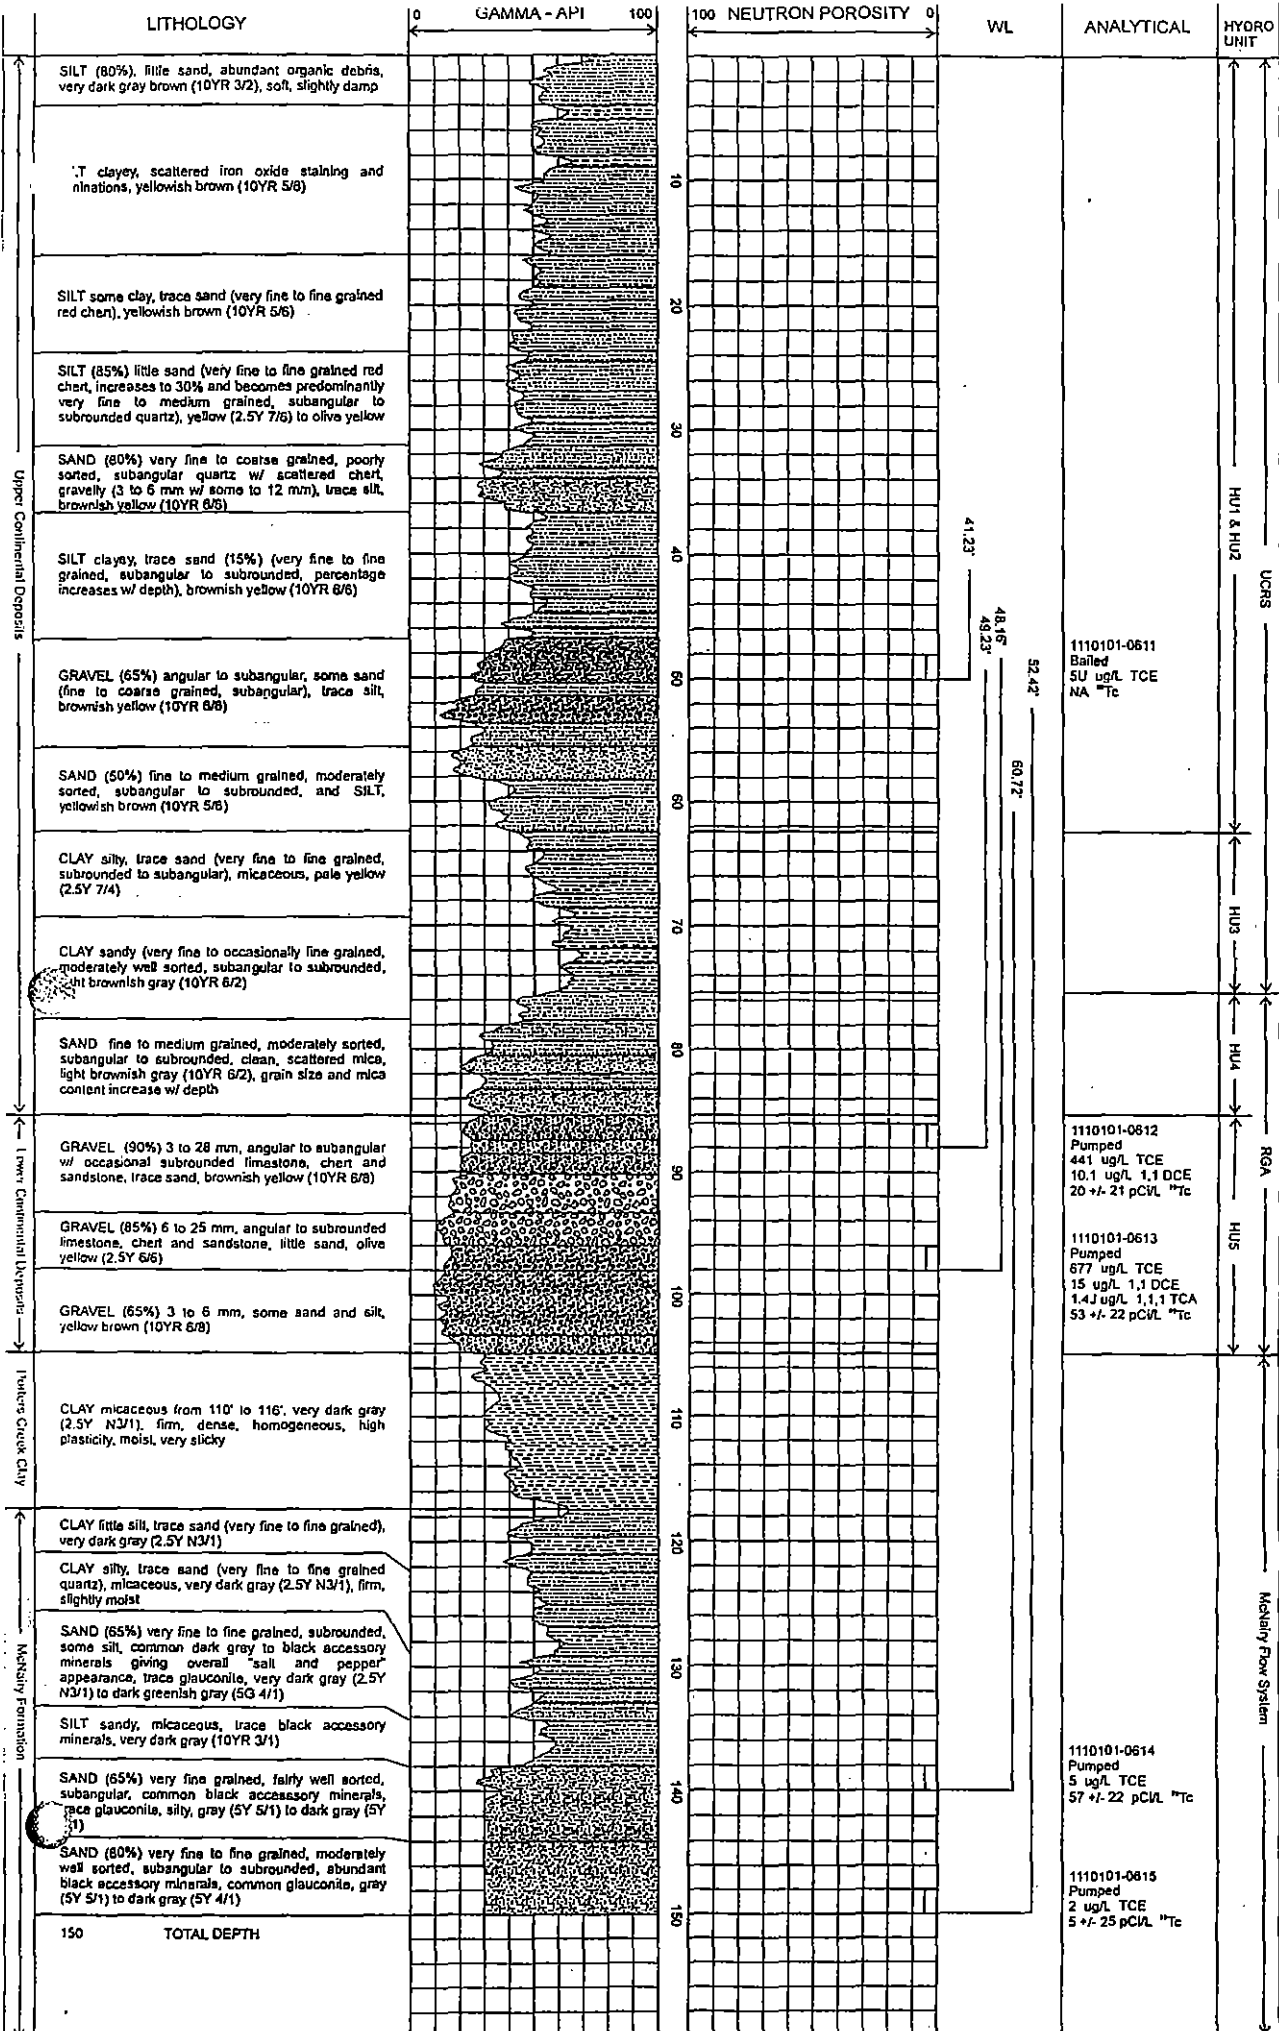 LITHOLOGY
0 GAMMA - API 100
100 NEUTRON POROSITY 0
WL
ANALYTICAL
HYDRO
UNIT
SILT (80%), little sand, abundant organic debris,
very dark gray brown (10YR 3/2), soft, slightly damp
clayey, scattered iron oxide staining and
yellowish brown (10YR 5/8)
SILT some clay, trace sand (very fine to fine grained
red chert), yellowish brown (10YR 5/6)
SILT (85%) little sand (very fine to fine grained red
chert, increases to 30% and becomes predominantly
very fine to medium grained, subangular to
subrounded quartz), yellow (2.5Y 7/6) to olive yellow
SAND (80%) very fine to coarse grained, poorly
sorted, subangular quartz w/ scattered chert,
gravelly (3 to 6 mm w/ some to 12 mm), trace silt,
brownish yellow (10YR 6/6)
SILT clayey, trace sand (15%) (very fine to fine
grained, subangular to subrounded, percentage
increases w/ depth), brownish yellow (10YR 6/6)
GRAVEL (65%) angular to subangular, some sand
(fine to coarse grained, subangular), trace silt,
brownish yellow (10YR 6/8)
SAND (50%) fine to medium grained, moderately
sorted, subangular to subrounded, and SILT,
yellowish brown (10YR 5/6)
CLAY silty, trace sand (very fine to fine grained,
subrounded to subangular), micaceous, pale yellow
(2.5Y 7/4)
CLAY sandy (very fine to occasionally fine grained,
moderately well sorted, subangular to subrounded,
brownish gray (10YR 6/2)
SAND fine to medium grained, moderately sorted,
subangular to subrounded, clean, scattered mica,
light brownish gray (10YR 6/2), grain size and mica
content increase w/ depth
GRAVEL (90%) 3 to 28 mm, angular to subangular
w/ occasional subrounded limestone, chert and
sandstone, trace sand, brownish yellow (10YR 6/8)
GRAVEL (85%) 6 to 25 mm, angular to subrounded
limestone, chert and sandstone, little sand, olive
yellow (2.5Y 6/6)
GRAVEL (65%) 3 to 6 mm, some sand and silt,
yellow brown (10YR 6/8)
CLAY micaceous from 110' to 116', very dark gray
(2.5Y N3/1), firm, dense, homogeneous, high
plasticity, moist, very slicky
CLAY little silt, trace sand (very fine to fine grained),
very dark gray (2.5Y N3/1)
CLAY silty, trace sand (very fine to fine grained
quartz), micaceous, very dark gray (2.5Y N3/1), firm,
slightly moist
SAND (65%) very fine to fine grained, subrounded,
some silt, common dark gray to black accessory
minerals giving overall "salt and pepper"
appearance, trace glauconite, very dark gray (2.5Y
N3/1) to dark greenish gray (5G 4/1)
SILT sandy, micaceous, trace black accessory
minerals, very dark gray (10YR 3/1)
SAND (65%) very fine grained, fairly well sorted,
subangular, common black accesssory minerals,
glauconite, silty, gray (5Y 5/1) to dark gray (5Y
SAND (80%) very fine to fine grained, moderately
well sorted, subangular to subrounded, abundant
black accessory minerals, common glauconite, gray
(5Y 5/1) to dark gray (5Y 4/1)
150 TOTAL DEPTH
Upper Continental Deposits
Lower Continental Deposits
Porters Creek Clay
McNairy Formation
10
20
30
40
50
60
70
80
90
100
110
120
130
140
150
41.23'
48.16'
49.23'
52.42'
60.72'
1110101-0611
Bailed
5U ug/L TCE
NA 99Tc
1110101-0612
Pumped
441 ug/L TCE
10.1 ug/L 1,1 DCE
20 +/- 21 pCi/L 99Tc
1110101-0613
Pumped
677 ug/L TCE
15 ug/L 1,1 DCE
1.4J ug/L 1,1,1 TCA
53 +/- 22 pCi/L 99Tc
1110101-0614
Pumped
5 ug/L TCE
57 +/- 22 pCi/L 99Tc
1110101-0615
Pumped
2 ug/L TCE
5 +/- 25 pCi/L 99Tc
HU1 & HU2
HU3
HU4
HU5
UCRS
RGA
McNairy Flow System